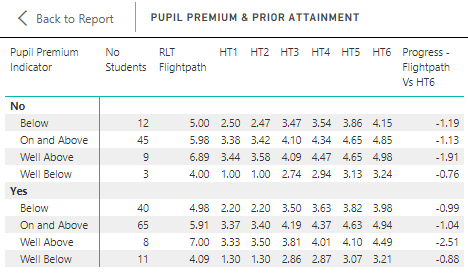 Back to Report PUPIL PREMIUM & PRIOR ATTAINMENT
Pupil Premium No RLT HT1 HT2 HT3 HT4 HT5 HT6 Progress -
Indicator Students Flightpath Flightpath
Vs HT6
No
Below 12 5.00 2.50 2.47 3.47 3.54 3.86 4.15 -1.19
On and Above 45 5.98 3.38 3.42 4.10 4.34 4.65 4.85 -1.13
Well Above 9 6.89 3.44 3.58 4.09 4.47 4.65 4.98 -1.91
Well Below 3 4.00 1.00 1.00 2.74 2.94 3.13 3.24 -0.76
Yes
Below 40 4.98 2.20 2.20 3.50 3.63 3.82 3.98 -0.99
On and Above 65 5.91 3.37 3.40 4.19 4.37 4.63 4.94 -1.04
Well Above 8 7.00 3.33 3.50 3.81 4.01 4.10 4.49 -2.51
Well Below 11 4.09 1.30 1.30 2.86 2.87 3.07 3.21 -0.88